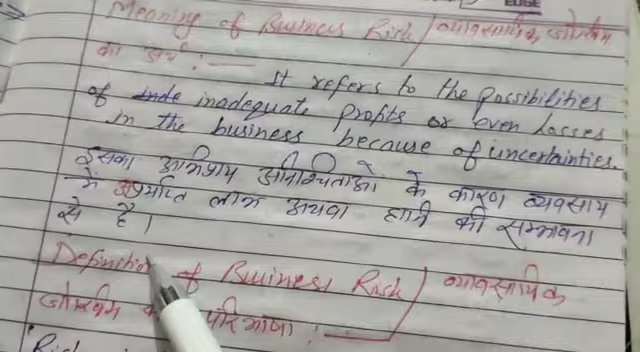 EDGE
Meaning of Business Risk / व्यावसायिक जोखिम
का अर्थ :—
It refers to the possibilities
of inadequate profits or even losses
in the business because of uncertainties.
इसका अभिप्राय अनिश्चितताओं के कारण व्यवसाय
में अपर्याप्त लाभ अथवा हानि की सम्भावना
से है।
Definition of Business Risk / व्यावसायिक
जोखिम परिभाषा :—